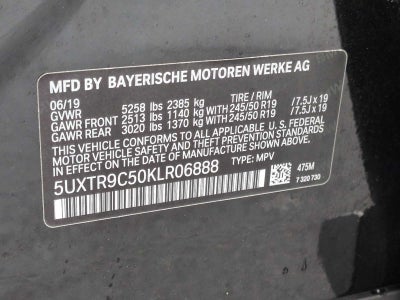 MFD BY BAYERISCHE MOTOREN WERKE AG
06/19 TIRE / RIM
GVWR 5258 lbs 2385 kg
GAWR FRONT 2513 lbs 1140 kg WITH 245/50 R19 / 7.5J x 19
GAWR REAR 3020 lbs 1370 kg WITH 245/50 R19 / 7.5J x 19
THIS VEHICLE CONFORMS TO ALL APPLICABLE U.S. FEDERAL
MOTOR VEHICLE SAFETY AND THEFT PREVENTION STANDARDS
IN EFFECT ON THE DATE OF MANUFACTURE SHOWN ABOVE.
5UXTR9C50KLR06888 TYPE: MPV
475M
7 320 730